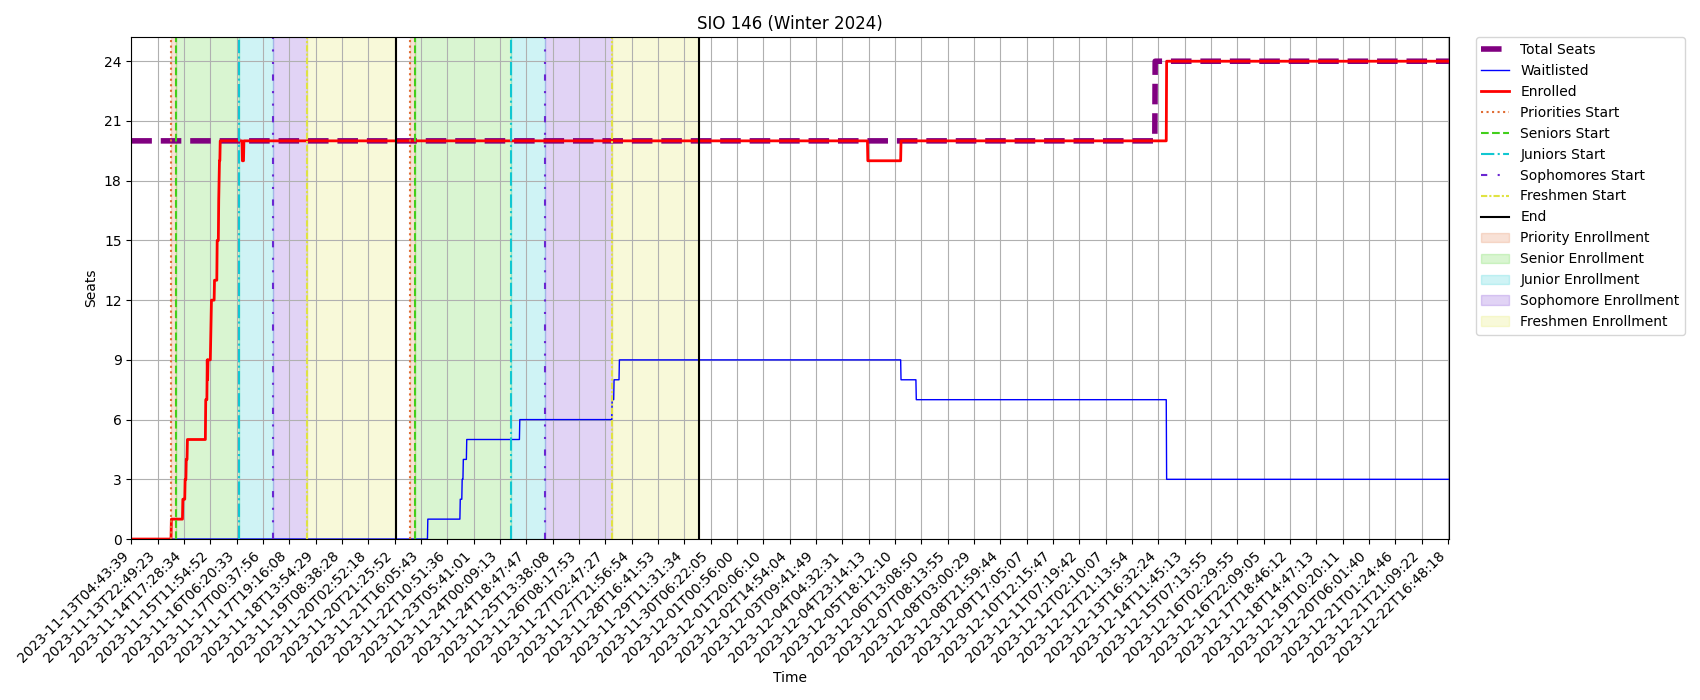 SIO 146 (Winter 2024)
Seats
24
21
18
15
12
9
6
3
0
2023-11-13T04:43:39
2023-11-13T22:49:23
2023-11-14T17:28:34
2023-11-15T11:54:52
2023-11-16T06:20:33
2023-11-17T00:37:56
2023-11-17T19:16:08
2023-11-18T13:54:29
2023-11-19T08:38:28
2023-11-20T02:52:18
2023-11-20T21:25:52
2023-11-21T16:05:43
2023-11-22T10:51:36
2023-11-23T05:41:01
2023-11-24T00:09:13
2023-11-24T18:47:47
2023-11-25T13:38:08
2023-11-26T08:17:53
2023-11-27T02:47:27
2023-11-27T21:56:54
2023-11-28T16:41:53
2023-11-29T11:31:34
2023-11-30T06:22:05
2023-12-01T00:56:00
2023-12-01T20:06:10
2023-12-02T14:54:04
2023-12-03T09:41:49
2023-12-04T04:32:31
2023-12-04T23:14:13
2023-12-05T18:12:10
2023-12-06T13:08:50
2023-12-07T08:13:55
2023-12-08T03:00:29
2023-12-08T21:59:44
2023-12-09T17:05:07
2023-12-10T12:15:47
2023-12-11T07:19:42
2023-12-12T02:10:07
2023-12-12T21:13:54
2023-12-13T16:32:24
2023-12-14T11:45:13
2023-12-15T07:13:55
2023-12-16T02:29:55
2023-12-16T22:09:05
2023-12-17T18:46:12
2023-12-18T14:47:13
2023-12-19T10:20:11
2023-12-20T06:01:40
2023-12-21T01:24:46
2023-12-21T21:09:22
2023-12-22T16:48:18
Time
Total Seats
Waitlisted
Enrolled
Priorities Start
Seniors Start
Juniors Start
Sophomores Start
Freshmen Start
End
Priority Enrollment
Senior Enrollment
Junior Enrollment
Sophomore Enrollment
Freshmen Enrollment